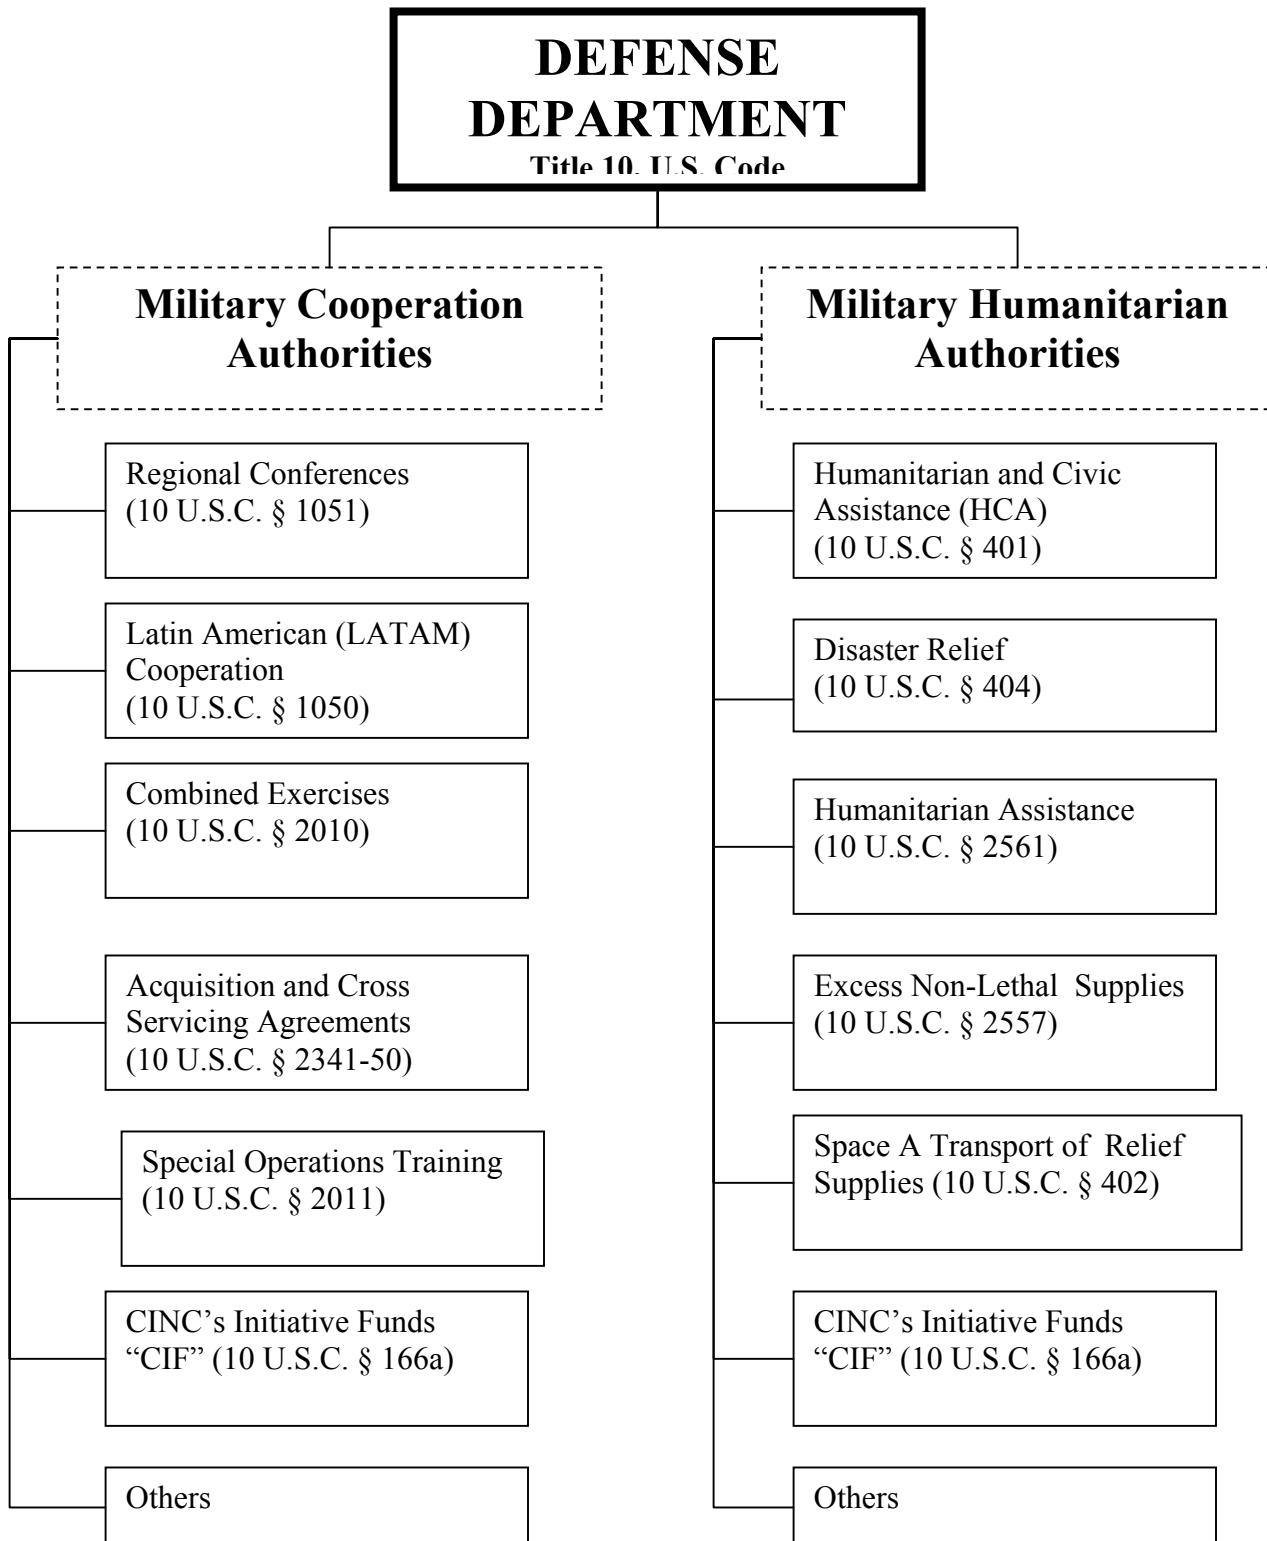 DEFENSE
DEPARTMENT
Title 10, U.S. Code
Military Cooperation
Authorities
Regional Conferences
(10 U.S.C. § 1051)
Latin American (LATAM)
Cooperation
(10 U.S.C. § 1050)
Combined Exercises
(10 U.S.C. § 2010)
Acquisition and Cross
Servicing Agreements
(10 U.S.C. § 2341-50)
Special Operations Training
(10 U.S.C. § 2011)
CINC’s Initiative Funds
“CIF” (10 U.S.C. § 166a)
Others
Military Humanitarian
Authorities
Humanitarian and Civic
Assistance (HCA)
(10 U.S.C. § 401)
Disaster Relief
(10 U.S.C. § 404)
Humanitarian Assistance
(10 U.S.C. § 2561)
Excess Non-Lethal  Supplies
(10 U.S.C. § 2557)
Space A Transport of  Relief
Supplies (10 U.S.C. § 402)
CINC’s Initiative Funds
“CIF” (10 U.S.C. § 166a)
Others